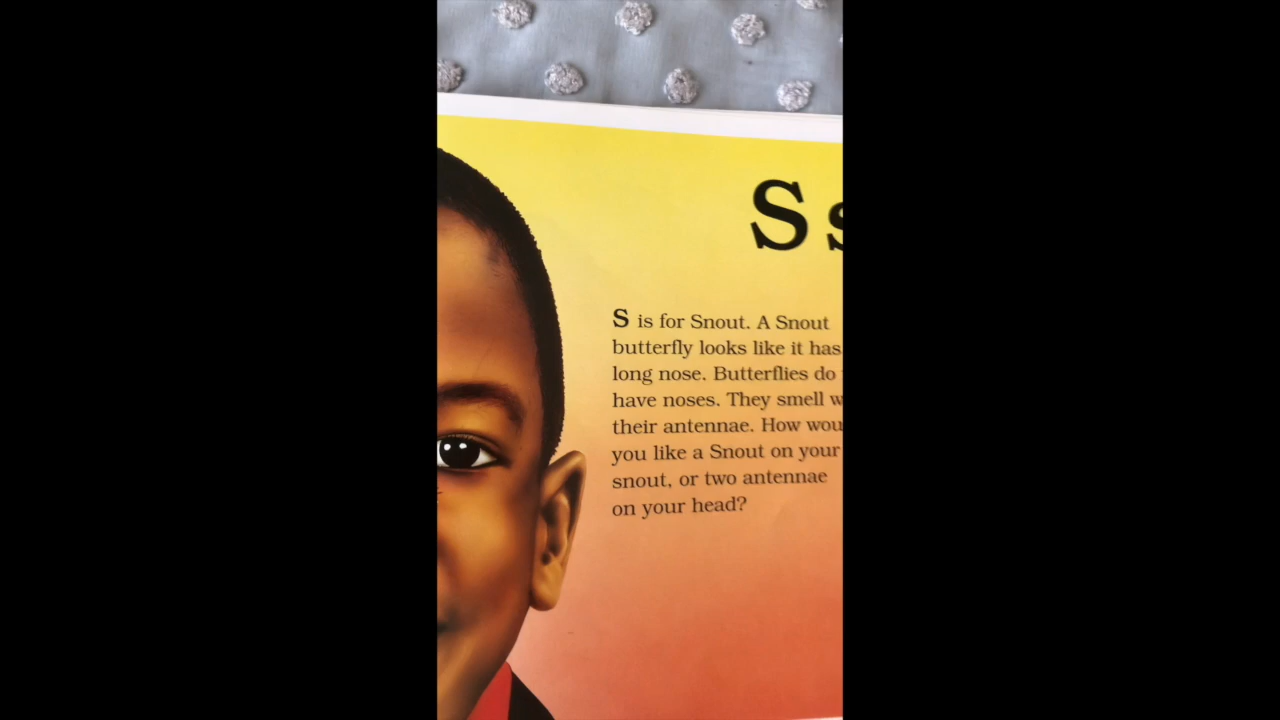 S s
S is for Snout. A Snout
butterfly looks like it has
long nose. Butterflies do
have noses. They smell
their antennae. How
you like a Snout on your
snout, or two antennae
on your head?